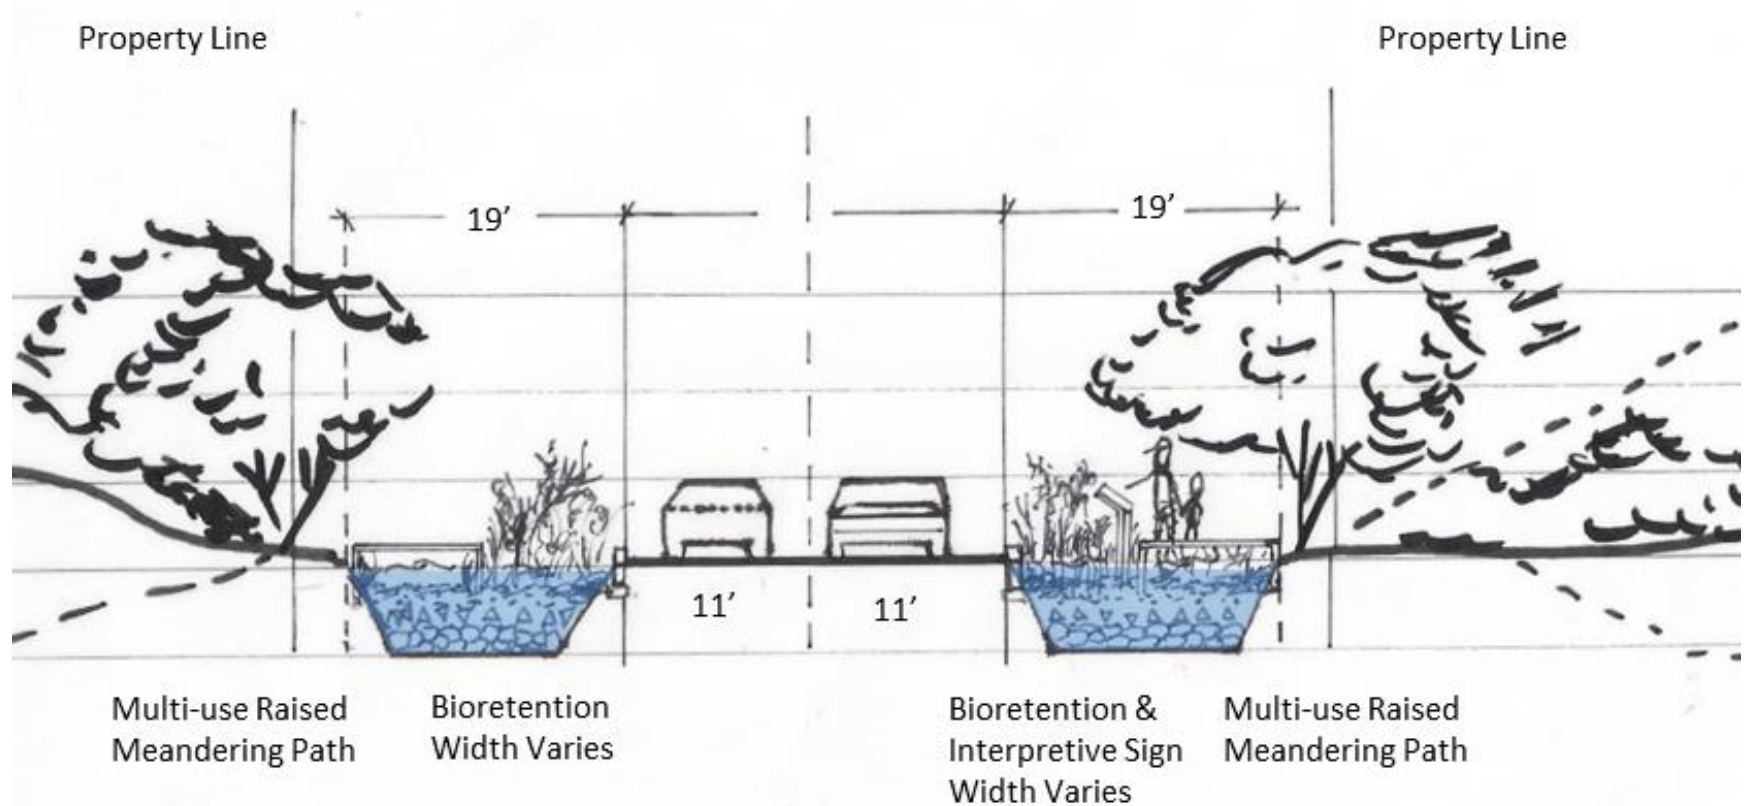 Property Line
Property Line
19’
19’
11’
11’
Multi-use Raised
Meandering Path
Bioretention
Width Varies
Bioretention &
Interpretive Sign
Width Varies
Multi-use Raised
Meandering Path